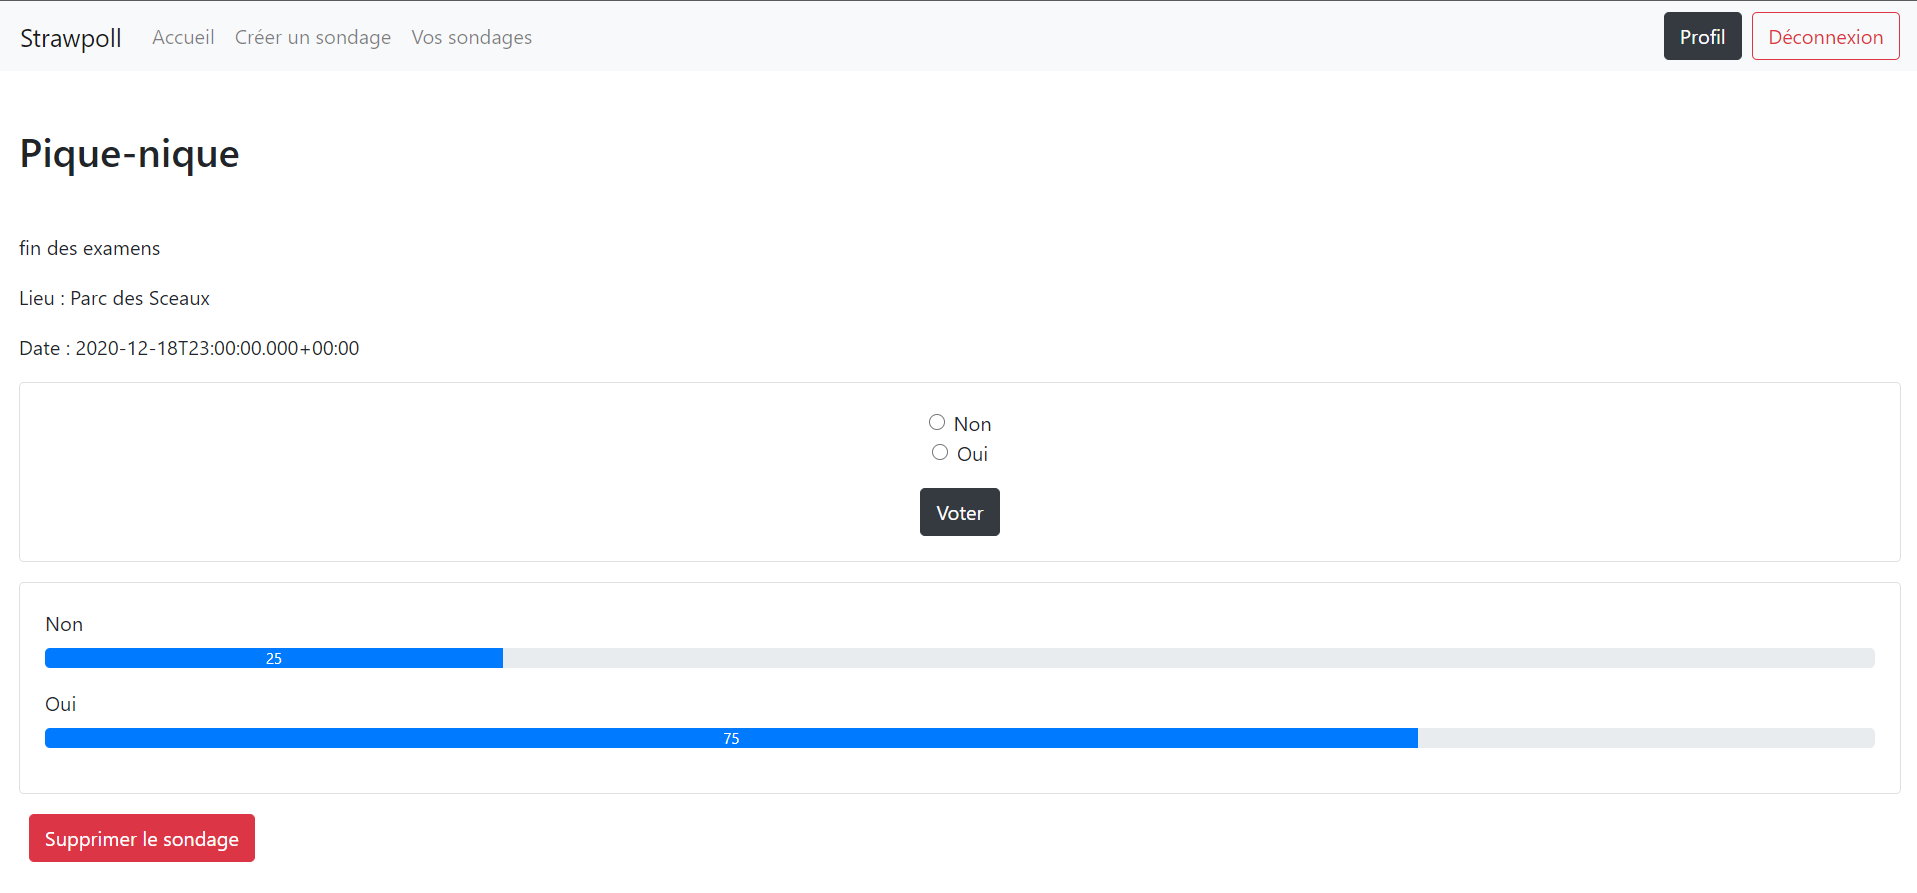 Strawpoll Accueil Créer un sondage Vos sondages Profil Déconnexion
Pique-nique
fin des examens
Lieu : Parc des Sceaux
Date : 2020-12-18T23:00:00.000+00:00
Non
Oui
Voter
Non
25
Oui
75
Supprimer le sondage